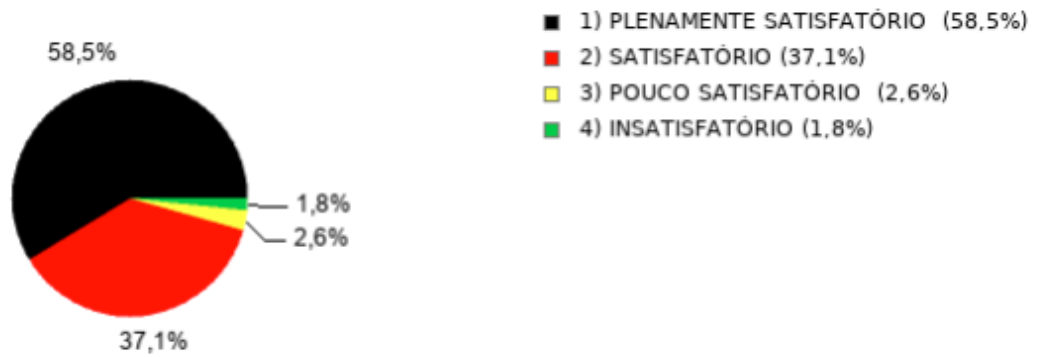 58,5%
1,8%
2,6%
37,1%
1) PLENAMENTE SATISFATÓRIO (58,5%)
2) SATISFATÓRIO (37,1%)
3) POUCO SATISFATÓRIO (2,6%)
4) INSATISFATÓRIO (1,8%)